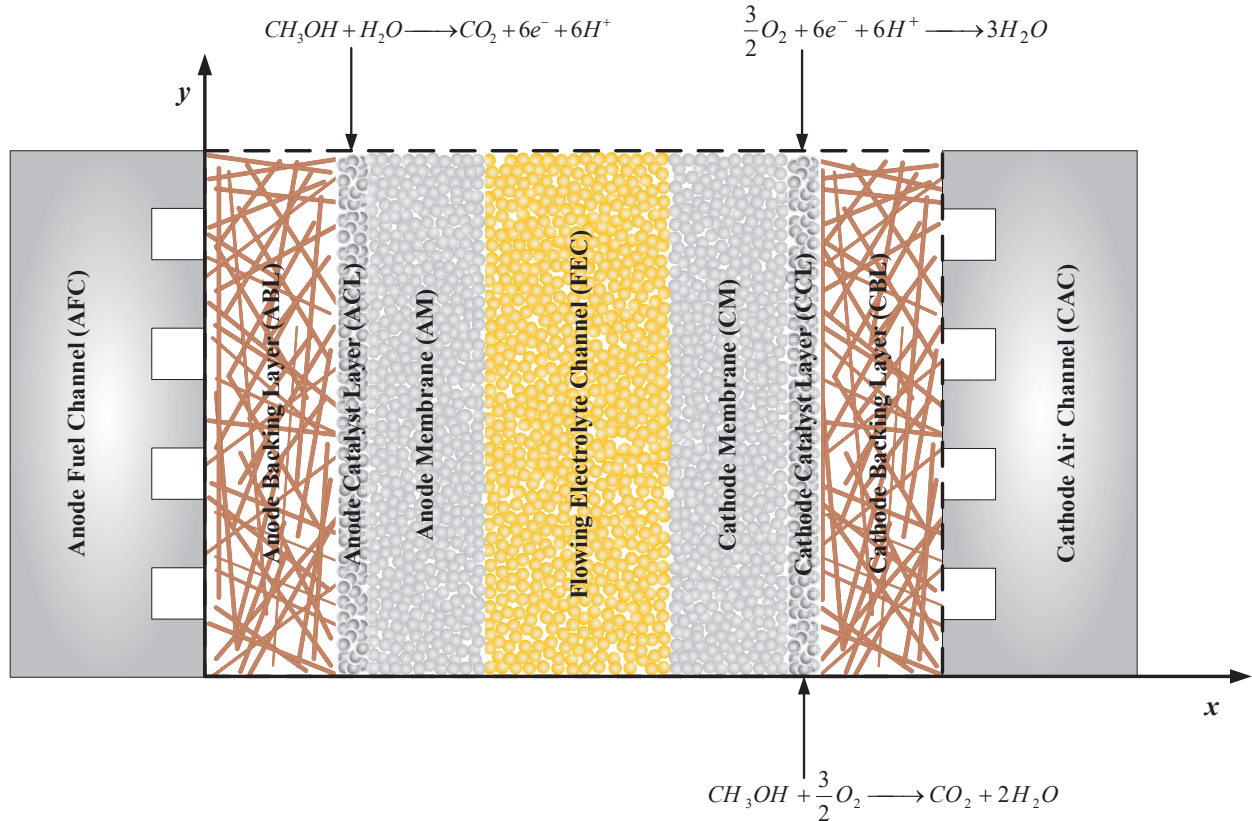 CH₃OH + H₂O ⟶ CO₂ + 6e⁻ + 6H⁺
3/2 O₂ + 6e⁻ + 6H⁺ ⟶ 3H₂O
y
Anode Fuel Channel (AFC)
Anode Backing Layer (ABL)
Anode Catalyst Layer (ACL)
Anode Membrane (AM)
Flowing Electrolyte Channel (FEC)
Cathode Membrane (CM)
Cathode Catalyst Layer (CCL)
Cathode Backing Layer (CBL)
Cathode Air Channel (CAC)
x
CH₃OH + 3/2 O₂ ⟶ CO₂ + 2H₂O